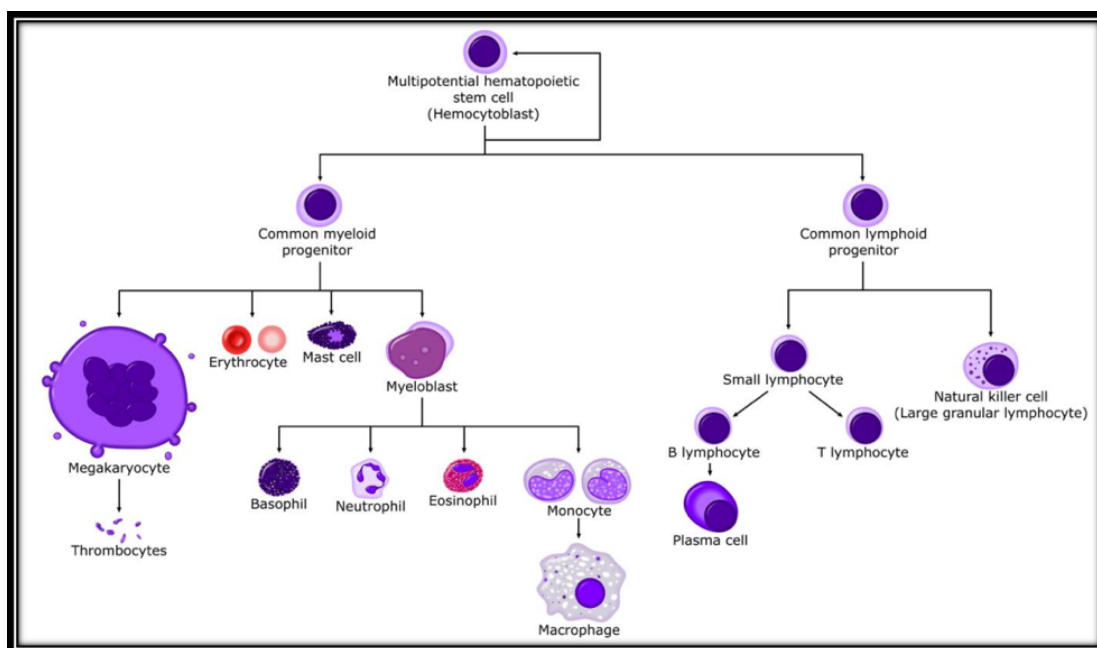 Multipotential hematopoietic
stem cell
(Hemocytoblast)
Common myeloid
progenitor
Common lymphoid
progenitor
Erythrocyte
Mast cell
Myeloblast
Small lymphocyte
Natural killer cell
(Large granular lymphocyte)
Megakaryocyte
B lymphocyte
T lymphocyte
Basophil
Neutrophil
Eosinophil
Monocyte
Thrombocytes
Plasma cell
Macrophage